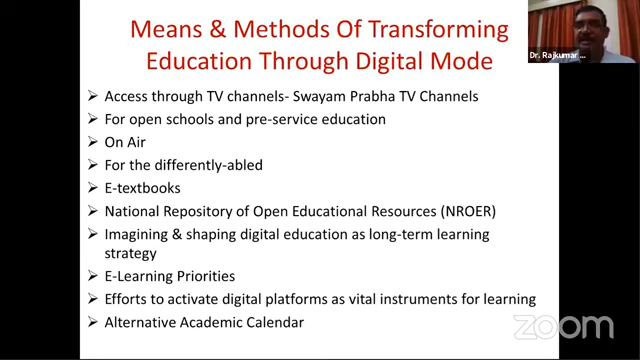 Means & Methods Of Transforming
Education Through Digital Mode
Dr. Rajkumar ...
➢ Access through TV channels- Swayam Prabha TV Channels
➢ For open schools and pre-service education
➢ On Air
➢ For the differently-abled
➢ E-textbooks
➢ National Repository of Open Educational Resources (NROER)
➢ Imagining & shaping digital education as long-term learning
strategy
➢ E-Learning Priorities
➢ Efforts to activate digital platforms as vital instruments for learning
➢ Alternative Academic Calendar
zoom